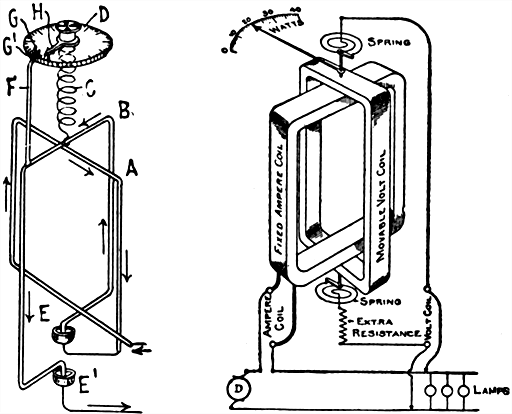 G H D
G'
F C
B.
A
E
E'
0 10 20 30 40
WATTS
SPRING
FIXED AMPERE COIL
MOVABLE VOLT COIL
SPRING
AMPERE COIL
EXTRA
RESISTANCE
VOLT COIL
D
LAMPS